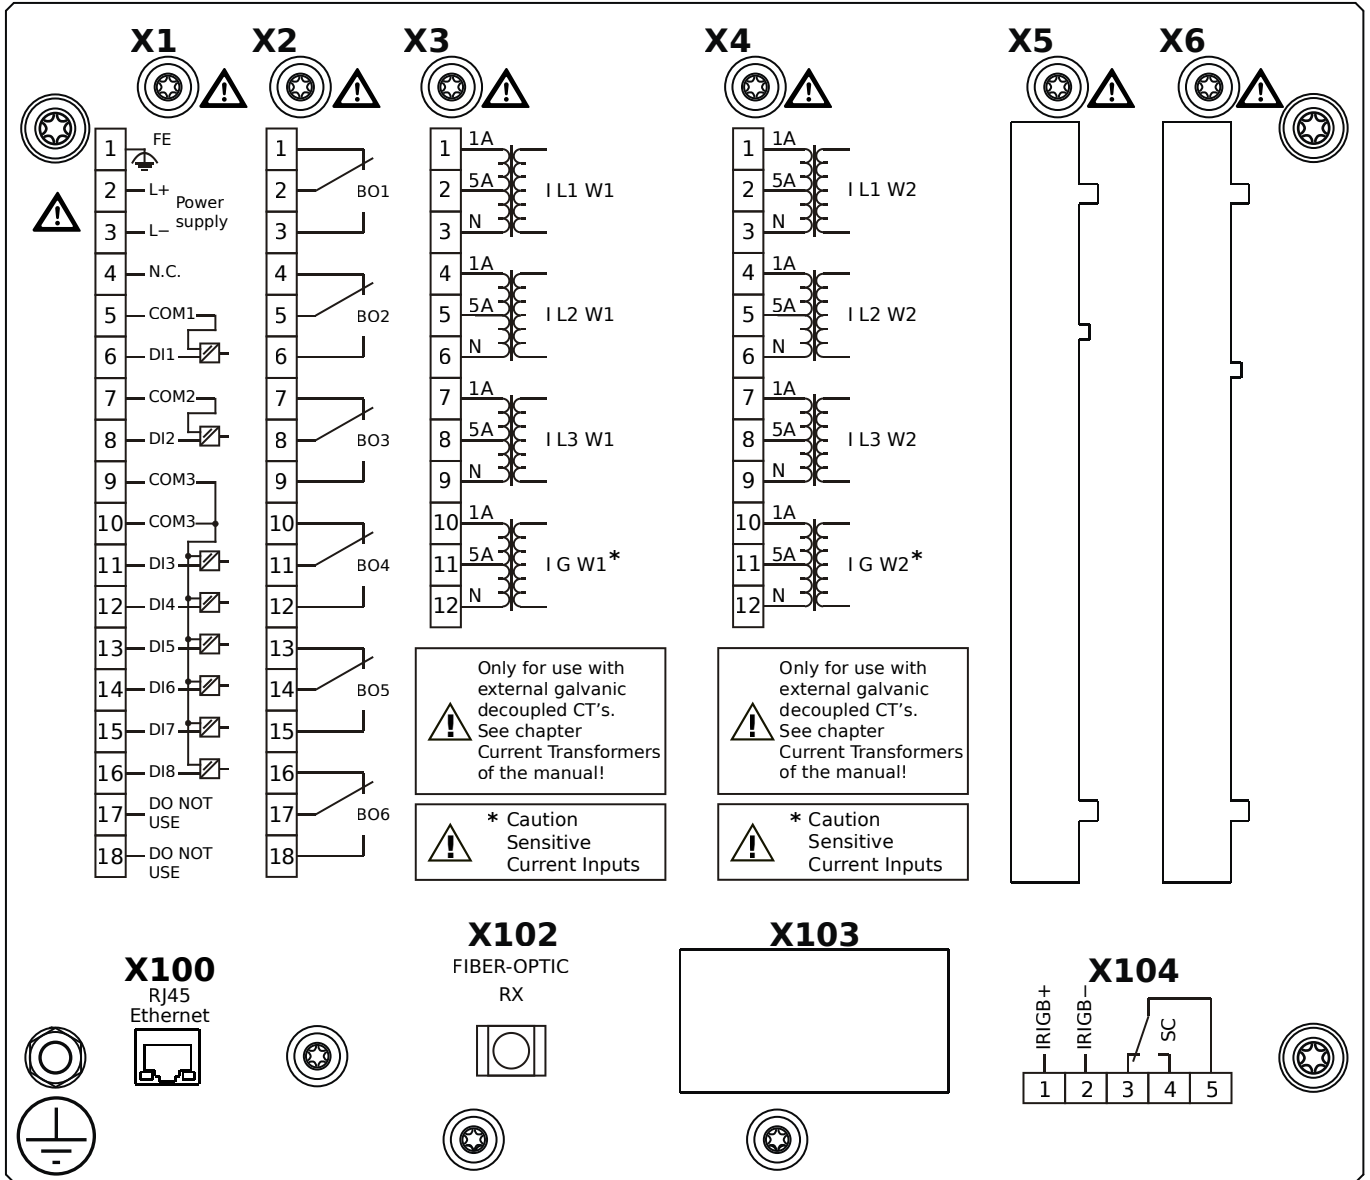 X1
X2
X3
X4
X5
X6
1 FE
2 L+
Power
supply
3 L−
4 N.C.
5 COM1
6 DI1
7 COM2
8 DI2
9 COM3
10 COM3
11 DI3
12 DI4
13 DI5
14 DI6
15 DI7
16 DI8
17 DO NOT
USE
18 DO NOT
USE
1
2 BO1
3
4
5 BO2
6
7
8 BO3
9
10
11 BO4
12
13
14 BO5
15
16
17 BO6
18
1 1A
2 5A I L1 W1
3 N
4 1A
5 5A I L2 W1
6 N
7 1A
8 5A I L3 W1
9 N
10 1A
11 5A I G W1*
12 N
Only for use with
external galvanic
decoupled CT's.
See chapter
Current Transformers
of the manual!
* Caution
Sensitive
Current Inputs
1 1A
2 5A I L1 W2
3 N
4 1A
5 5A I L2 W2
6 N
7 1A
8 5A I L3 W2
9 N
10 1A
11 5A I G W2*
12 N
Only for use with
external galvanic
decoupled CT's.
See chapter
Current Transformers
of the manual!
* Caution
Sensitive
Current Inputs
X100
RJ45
Ethernet
X102
FIBER-OPTIC
RX
X103
X104
IRIGB+
IRIGB−
SC
1 2 3 4 5